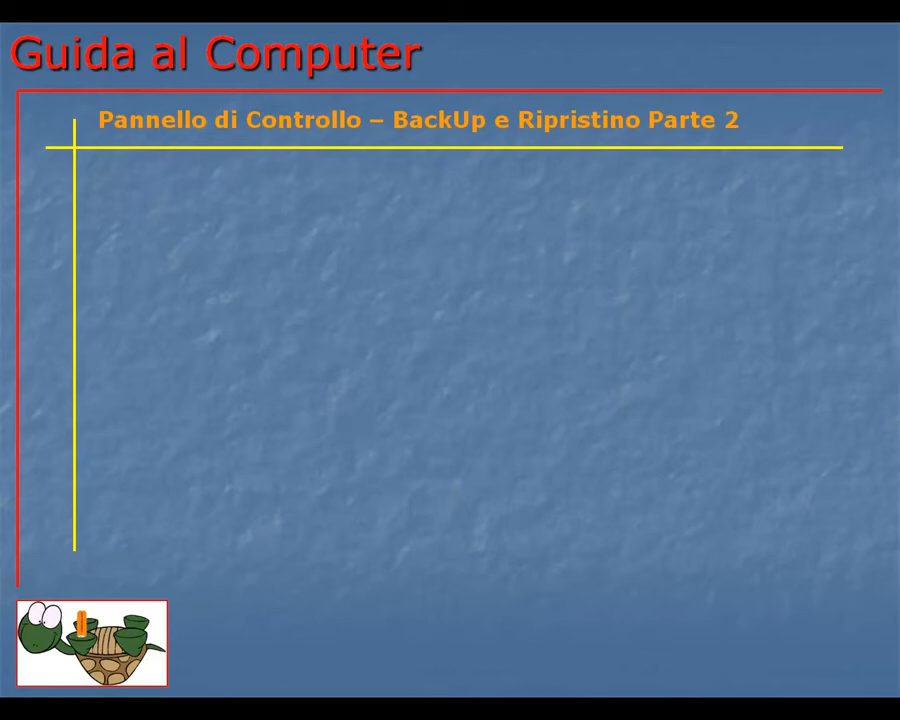 Guida al Computer
Pannello di Controllo – BackUp e Ripristino Parte 2